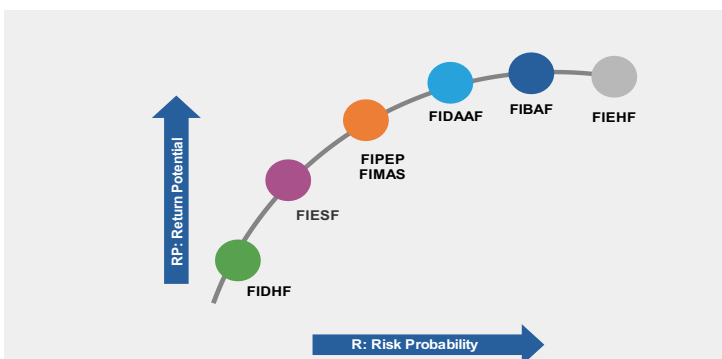 RP: Return Potential
FIDAAF
FIBAF
FIEHF
FIPEP
FIMAS
FIESF
FIDHF
R: Risk Probability